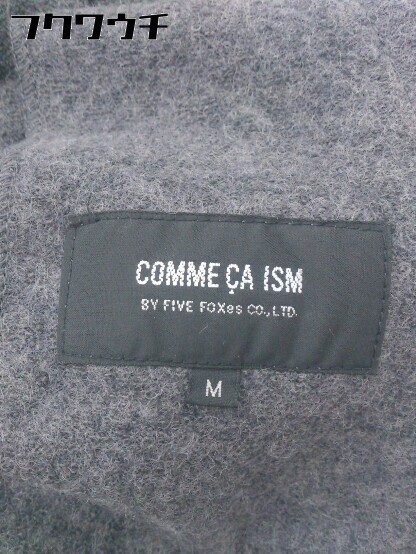 フクワウチ
COMME ÇA ISM
BY FIVE FOXes CO.,LTD.
M